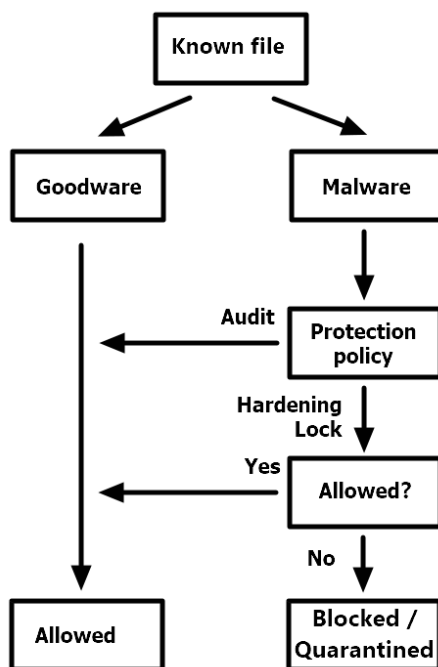 Known file
Goodware
Malware
Audit
Protection
policy
Hardening
Lock
Yes
Allowed?
No
Allowed
Blocked /
Quarantined